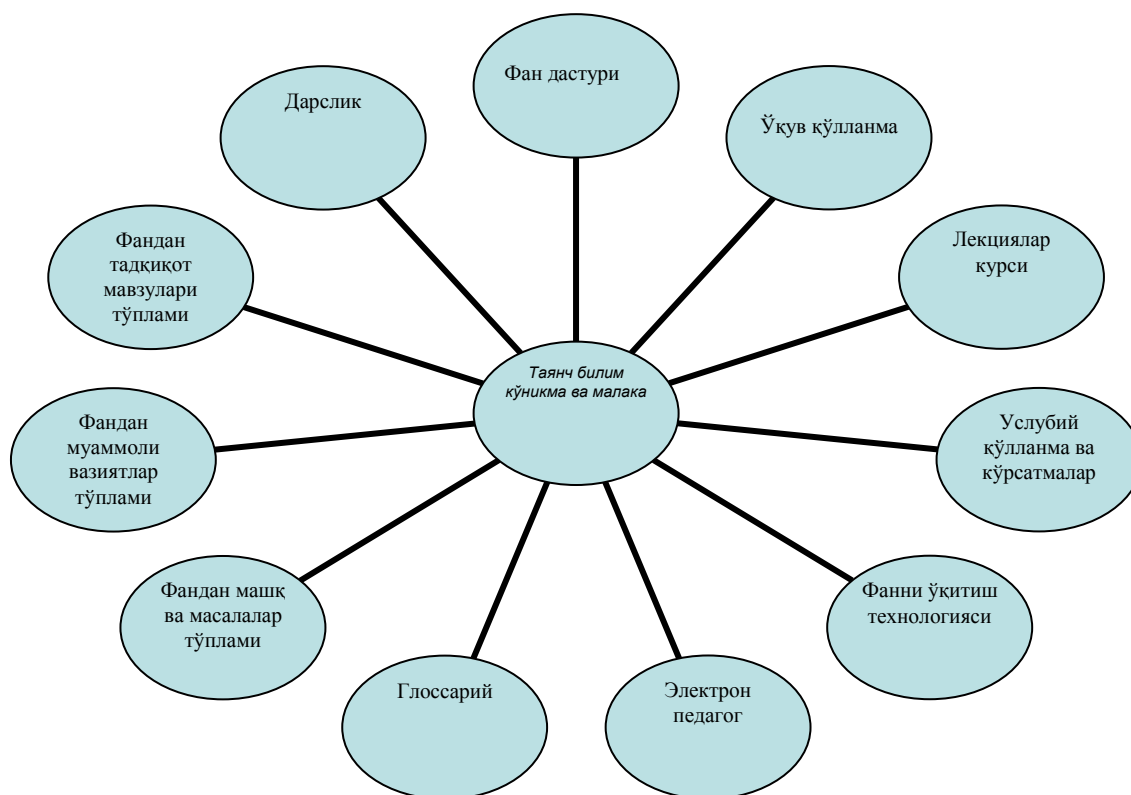 Фан дастури
Дарслик
Ўқув қўлланма
Фандан
тадқиқот
мавзулари
тўплами
Лекциялар
курси
Таянч билим
кўникма ва малака
Фандан
муаммоли
вазиятлар
тўплами
Услубий
қўлланма ва
кўрсатмалар
Фандан машқ
ва масалалар
тўплами
Фанни ўқитиш
технологияси
Глоссарий
Электрон
педагог